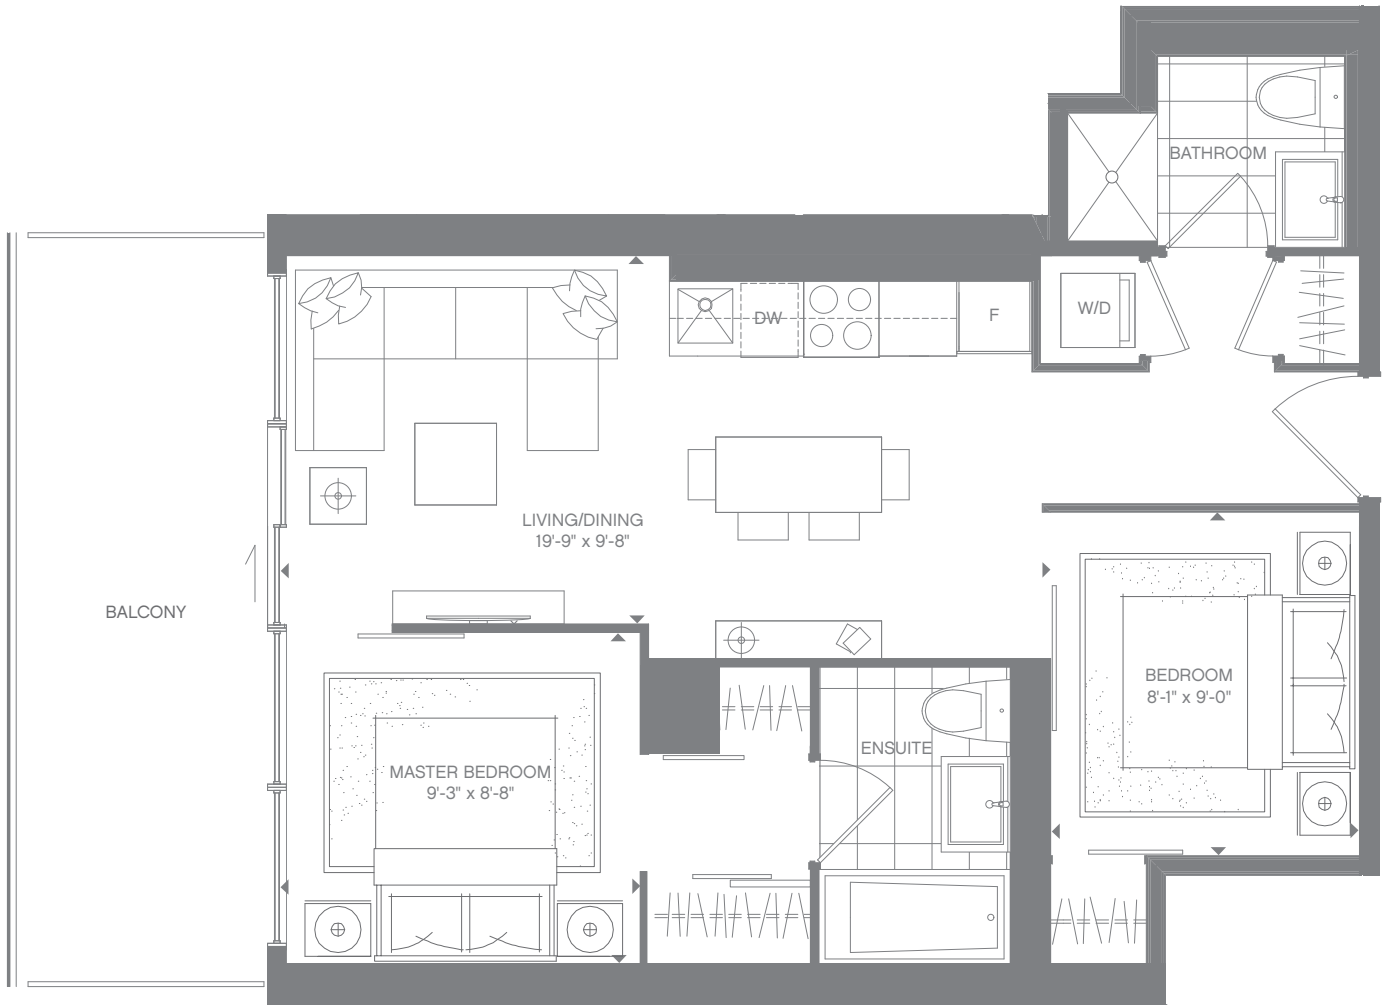 BATHROOM
W/D
DW
F
LIVING/DINING
19'-9" x 9'-8"
BALCONY
BEDROOM
8'-1" x 9'-0"
ENSUITE
MASTER BEDROOM
9'-3" x 8'-8"